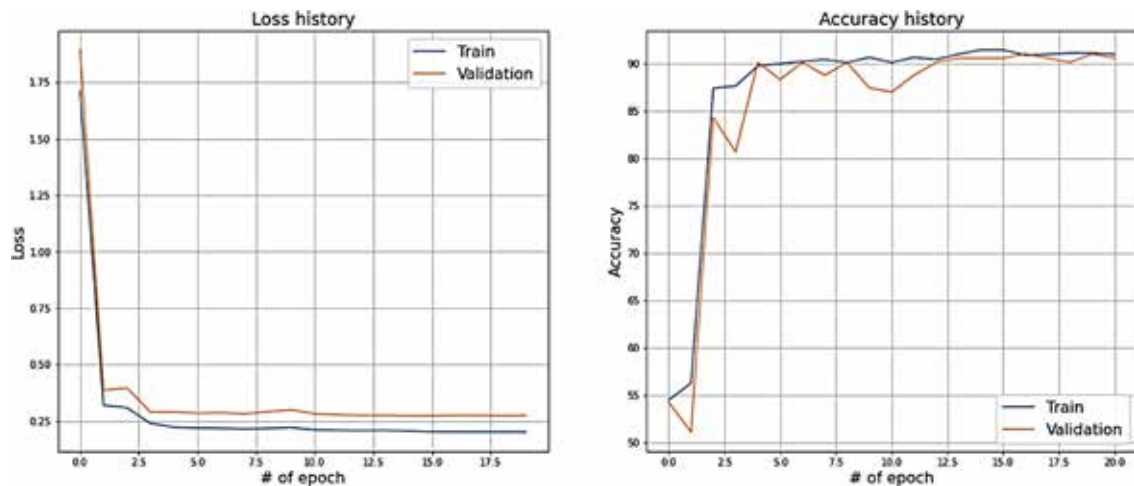 Loss history
Train
Validation
1.75
1.50
1.25
1.00
0.75
0.50
0.25
Loss
0.0 2.5 5.0 7.5 10.0 12.5 15.0 17.5
# of epoch
Accuracy history
90
85
80
75
70
65
60
55
50
Accuracy
Train
Validation
0.0 2.5 5.0 7.5 10.0 12.5 15.0 17.5 20.0
# of epoch